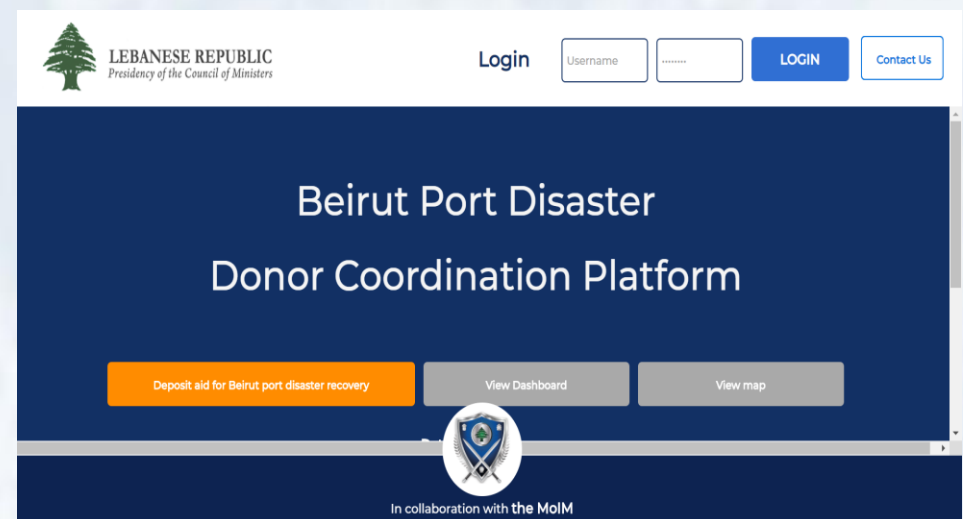 LEBANESE REPUBLIC
Presidency of the Council of Ministers
Login
Username
........
LOGIN
Contact Us
Beirut Port Disaster
Donor Coordination Platform
Deposit aid for Beirut port disaster recovery
View Dashboard
View map
In collaboration with the MoIM